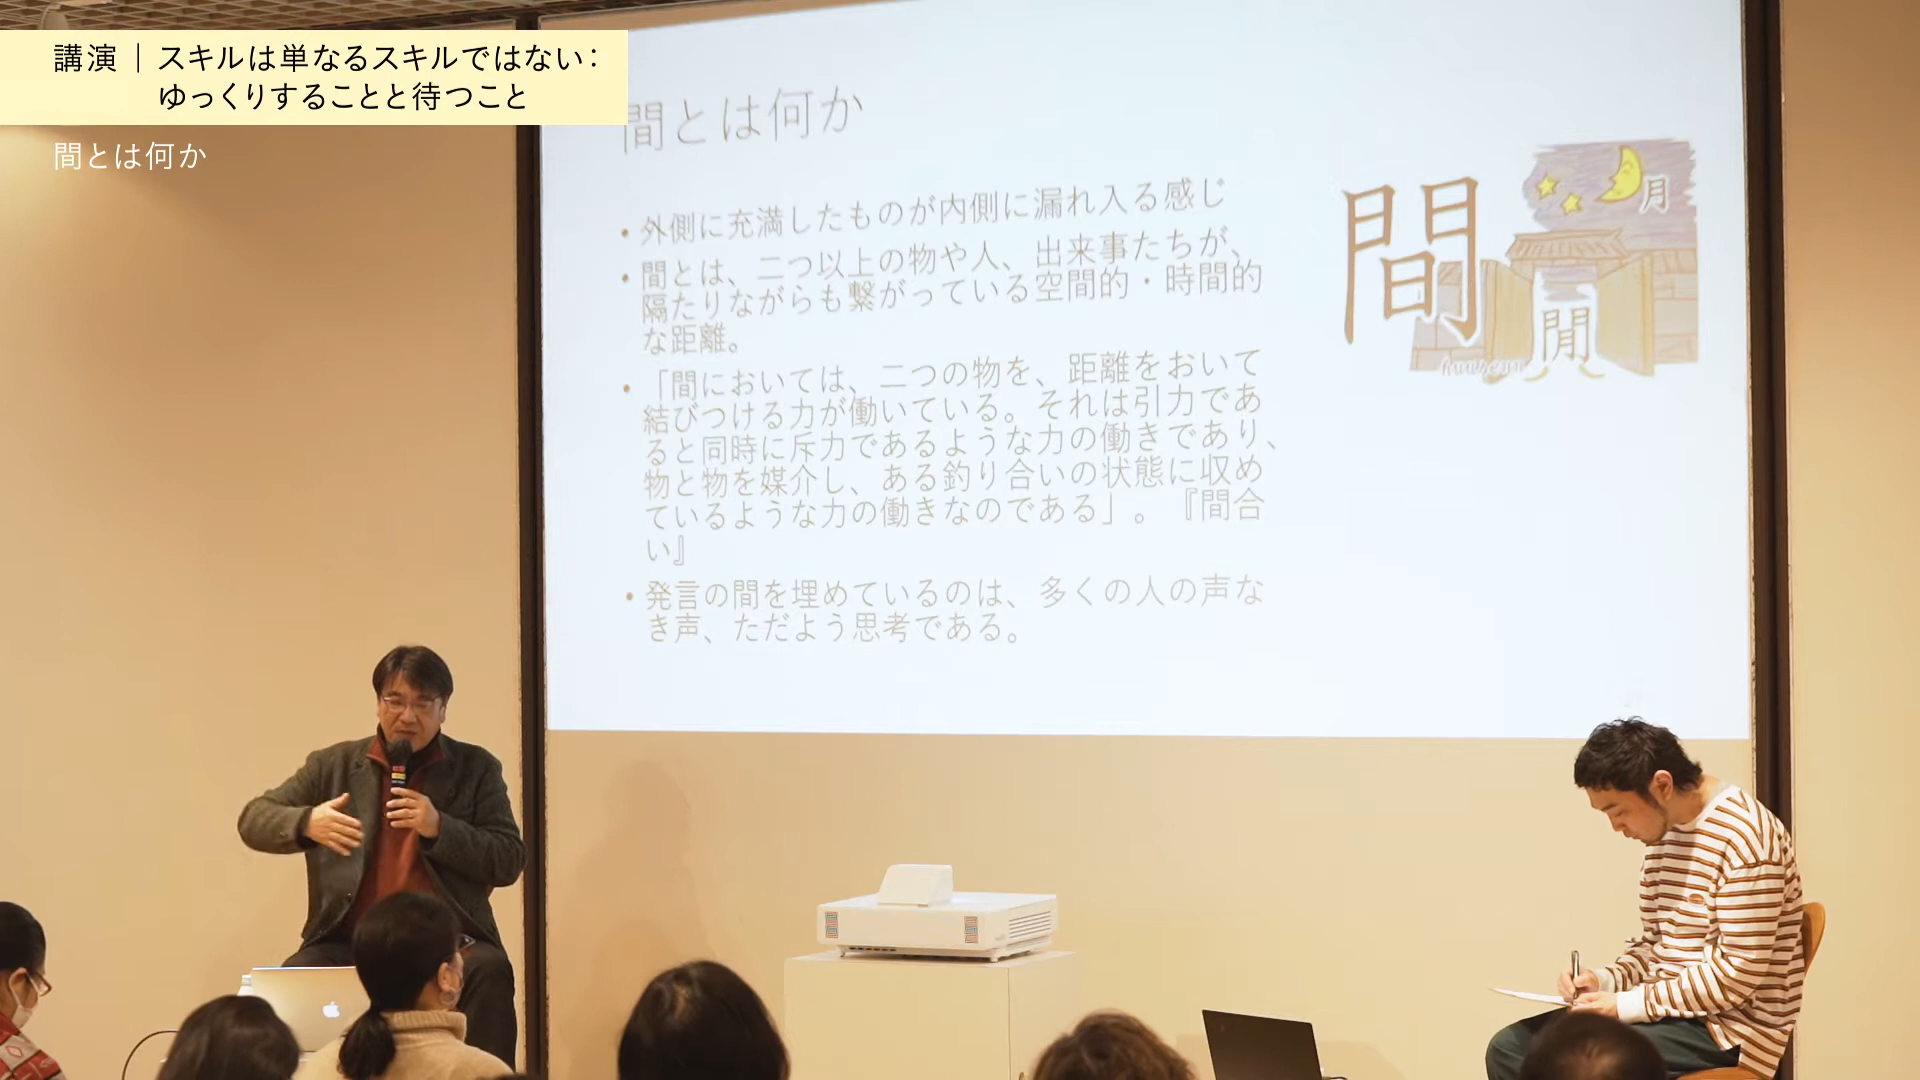 講演｜スキルは単なるスキルではない：
ゆっくりすることと待つこと
間とは何か
間とは何か
• 外側に充満したものが内側に漏れ入る感じ
• 間とは、二つ以上の物や人、出来事たちが、
隔たりながらも繋がっている空間的・時間的
な距離。
• 「間においては、二つの物を、距離をおいて
結びつける力が働いている。それは引力であ
ると同時に斥力であるような力の働きであり、
物と物を媒介し、ある釣り合いの状態に収め
ているような力の働きなのである」。『間合
い』
• 発言の間を埋めているのは、多くの人の声な
き声、ただよう思考である。
間
月
閒